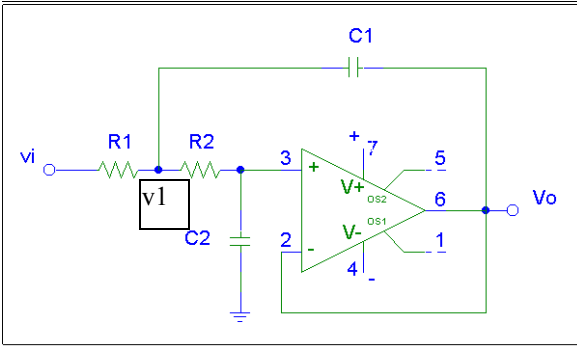 C1
R1 R2
vi
+ 7
3 + 5
V+ OS2
6 Vo
v1
C2
OS1
V-
2 - 1
4 -